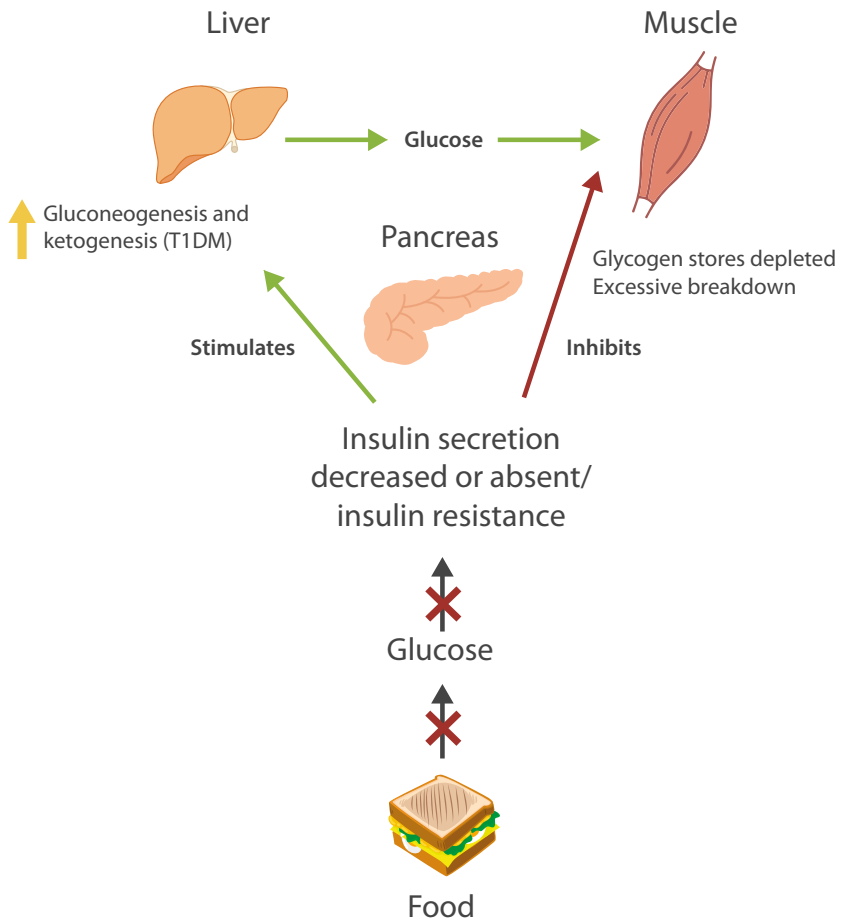 Liver
Muscle
Glucose
Gluconeogenesis and
ketogenesis (T1DM)
Pancreas
Glycogen stores depleted
Excessive breakdown
Stimulates
Inhibits
Insulin secretion
decreased or absent/
insulin resistance
Glucose
Food